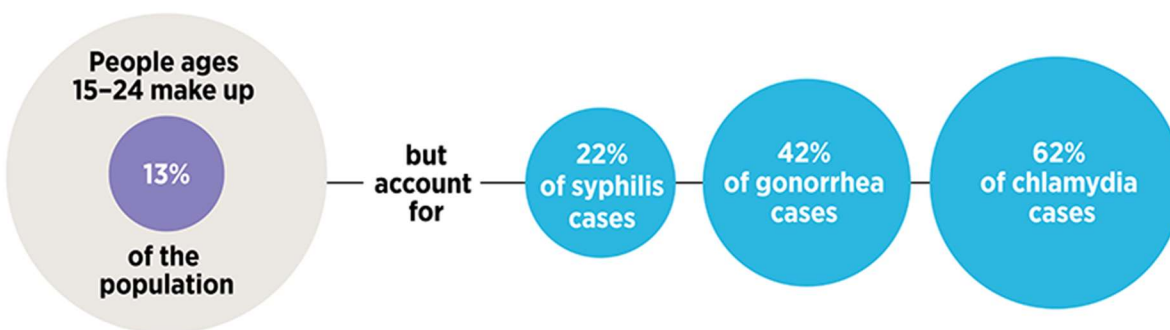 People ages
15–24 make up
13%
of the
population
but
account
for
22%
of syphilis
cases
42%
of gonorrhea
cases
62%
of chlamydia
cases